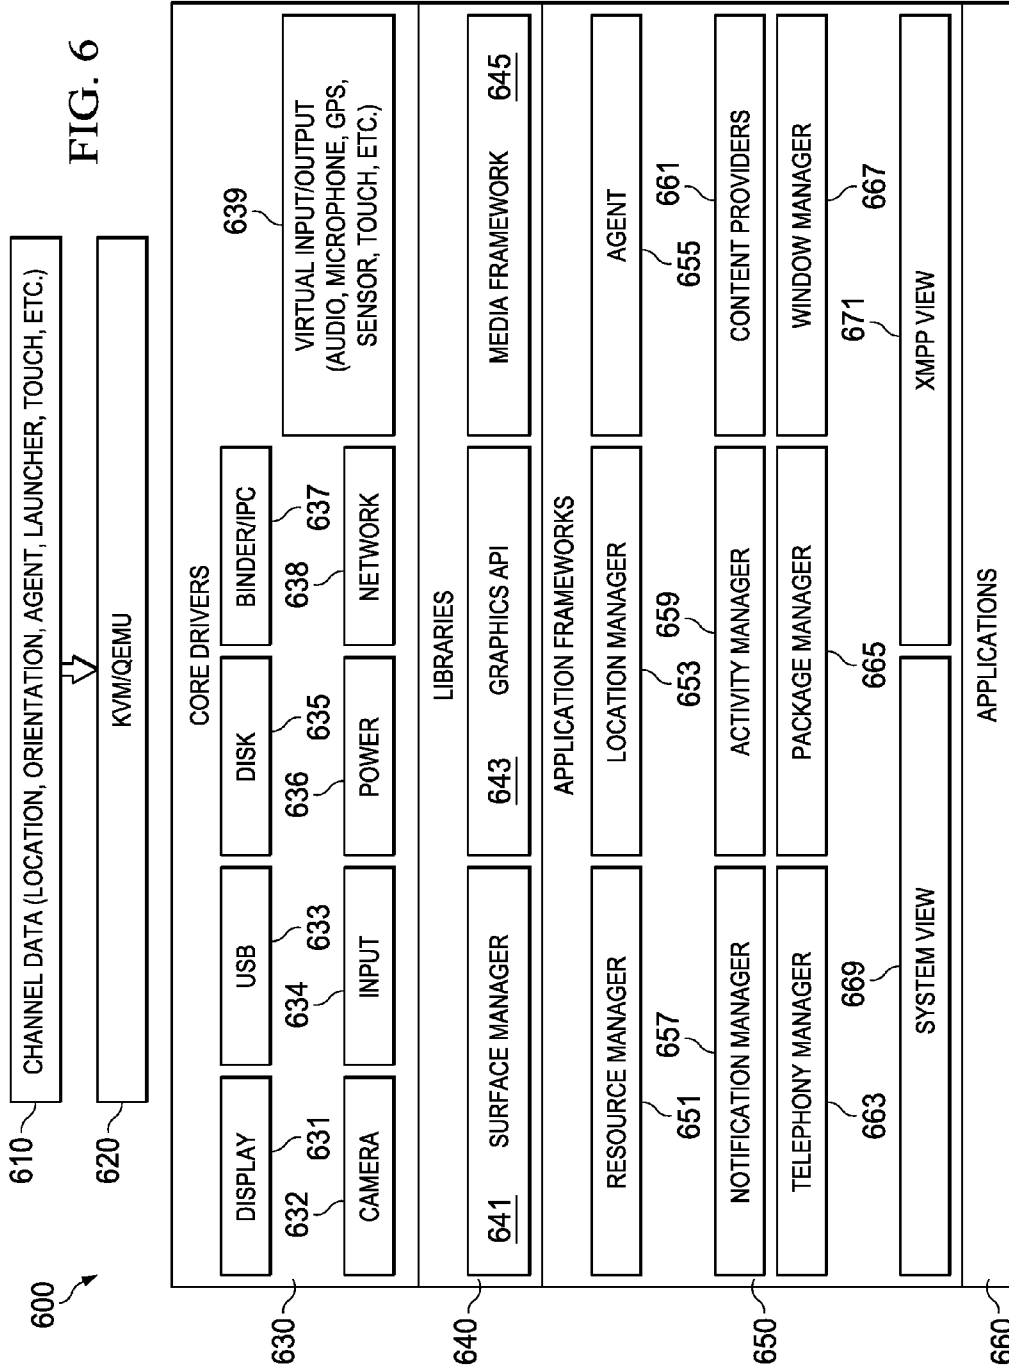 FIG. 6
600
610
CHANNEL DATA (LOCATION, ORIENTATION, AGENT, LAUNCHER, TOUCH, ETC.)
620
KVM/QEMU
630
CORE DRIVERS
DISPLAY
631
USB
633
DISK
635
BINDER/IPC
637
639
VIRTUAL INPUT/OUTPUT
(AUDIO, MICROPHONE, GPS,
SENSOR, TOUCH, ETC.)
632
CAMERA
634
INPUT
636
POWER
638
NETWORK
640
LIBRARIES
641
SURFACE MANAGER
643
GRAPHICS API
MEDIA FRAMEWORK
645
650
APPLICATION FRAMEWORKS
RESOURCE MANAGER
651
LOCATION MANAGER
653
AGENT
655
657
NOTIFICATION MANAGER
659
ACTIVITY MANAGER
661
CONTENT PROVIDERS
TELEPHONY MANAGER
663
PACKAGE MANAGER
665
WINDOW MANAGER
667
669
SYSTEM VIEW
671
XMPP VIEW
660
APPLICATIONS